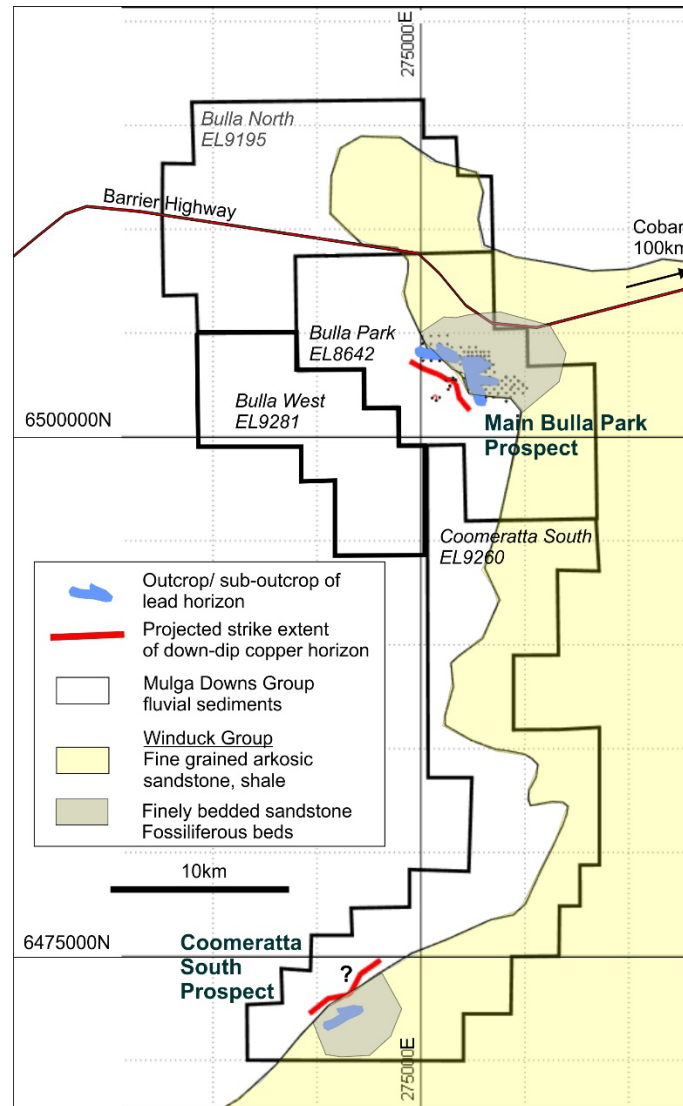 275000E
Bulla North
EL9195
Barrier Highway
Cobar
100km
Bulla Park
EL8642
Bulla West
EL9281
6500000N
Main Bulla Park
Prospect
Coomeratta South
EL9260
Outcrop/ sub-outcrop of
lead horizon
Projected strike extent
of down-dip copper horizon
Mulga Downs Group
fluvial sediments
Winduck Group
Fine grained arkosic
sandstone, shale
Finely bedded sandstone
Fossiliferous beds
10km
6475000N
Coomeratta
South
Prospect
?
275000E